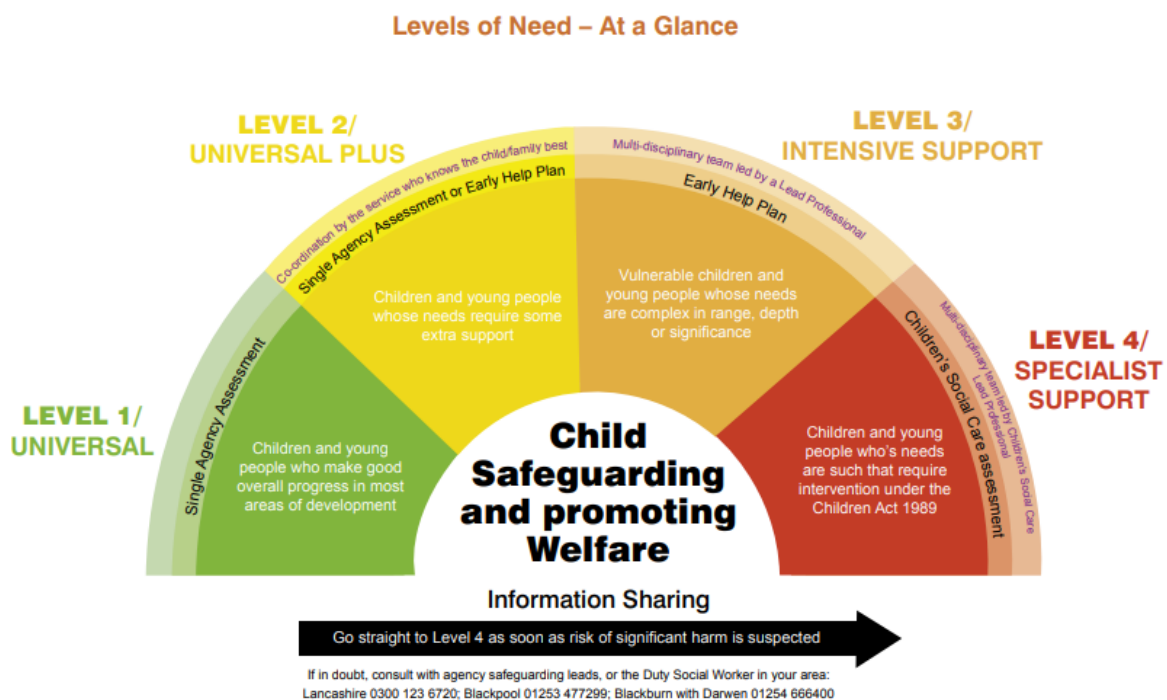 Levels of Need – At a Glance
LEVEL 1/
UNIVERSAL
Single Agency Assessment
Children and young
people who make good
overall progress in most
areas of development
LEVEL 2/
UNIVERSAL PLUS
Co-ordination by the service who knows the child/family best
Single Agency Assessment or Early Help Plan
Children and young people
whose needs require some
extra support
LEVEL 3/
INTENSIVE SUPPORT
Multi-disciplinary team led by a Lead Professional
Early Help Plan
Vulnerable children and
young people whose needs
are complex in range, depth
or significance
LEVEL 4/
SPECIALIST
SUPPORT
Multi-disciplinary team led by Children's Social Care
Lead Professional
Children's Social Care assessment
Children and young
people who's needs
are such that require
intervention under the
Children Act 1989
Child
Safeguarding
and promoting
Welfare
Information Sharing
Go straight to Level 4 as soon as risk of significant harm is suspected
If in doubt, consult with agency safeguarding leads, or the Duty Social Worker in your area:
Lancashire 0300 123 6720; Blackpool 01253 477299; Blackburn with Darwen 01254 666400